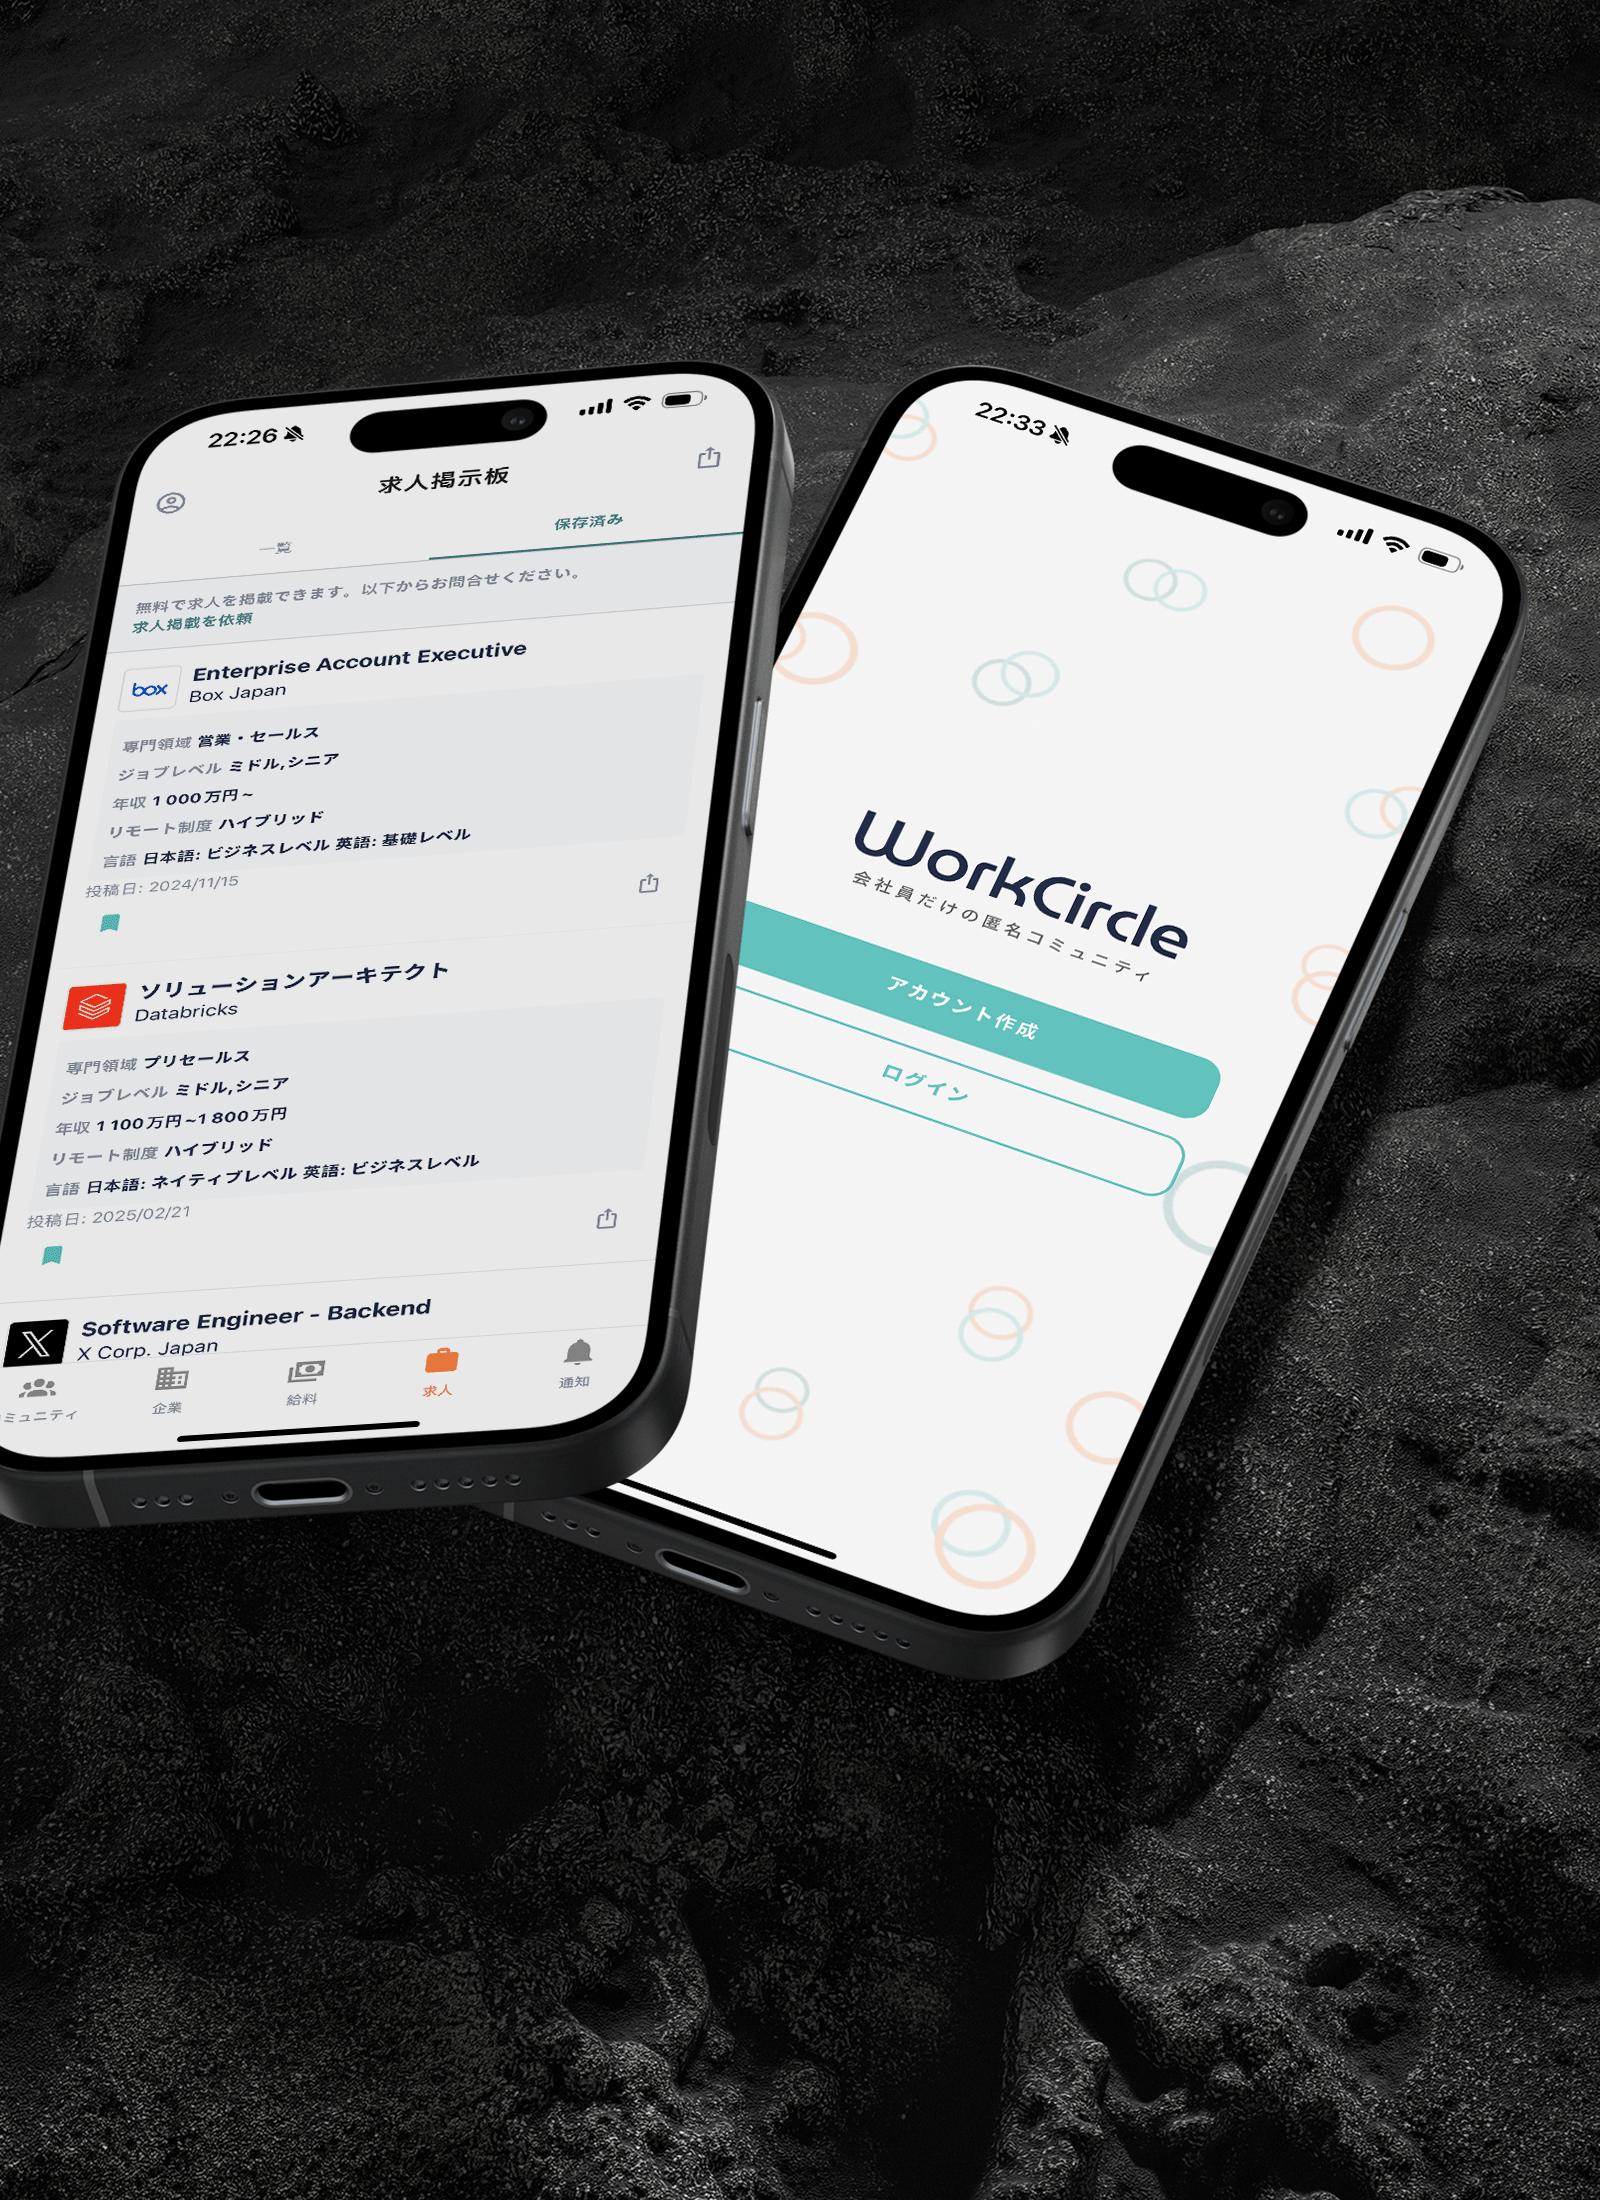 22:26
求人掲示板
一覧
保存済み
無料で求人を掲載できます。以下からお問合せください。
求人掲載を依頼
box
Enterprise Account Executive
Box Japan
専門領域 営業・セールス
ジョブレベル ミドル,シニア
年収 1 000万円~
リモート制度 ハイブリッド
言語 日本語: ビジネスレベル 英語: 基礎レベル
投稿日: 2024/11/15
ソリューションアーキテクト
Databricks
専門領域 プリセールス
ジョブレベル ミドル,シニア
年収 1 100万円~1 800万円
リモート制度 ハイブリッド
言語 日本語: ネイティブレベル 英語: ビジネスレベル
投稿日: 2025/02/21
Software Engineer - Backend
X Corp. Japan
ミュニティ
企業
給料
求人
通知
22:33
WorkCircle
会社員だけの匿名コミュニティ
アカウント作成
ログイン